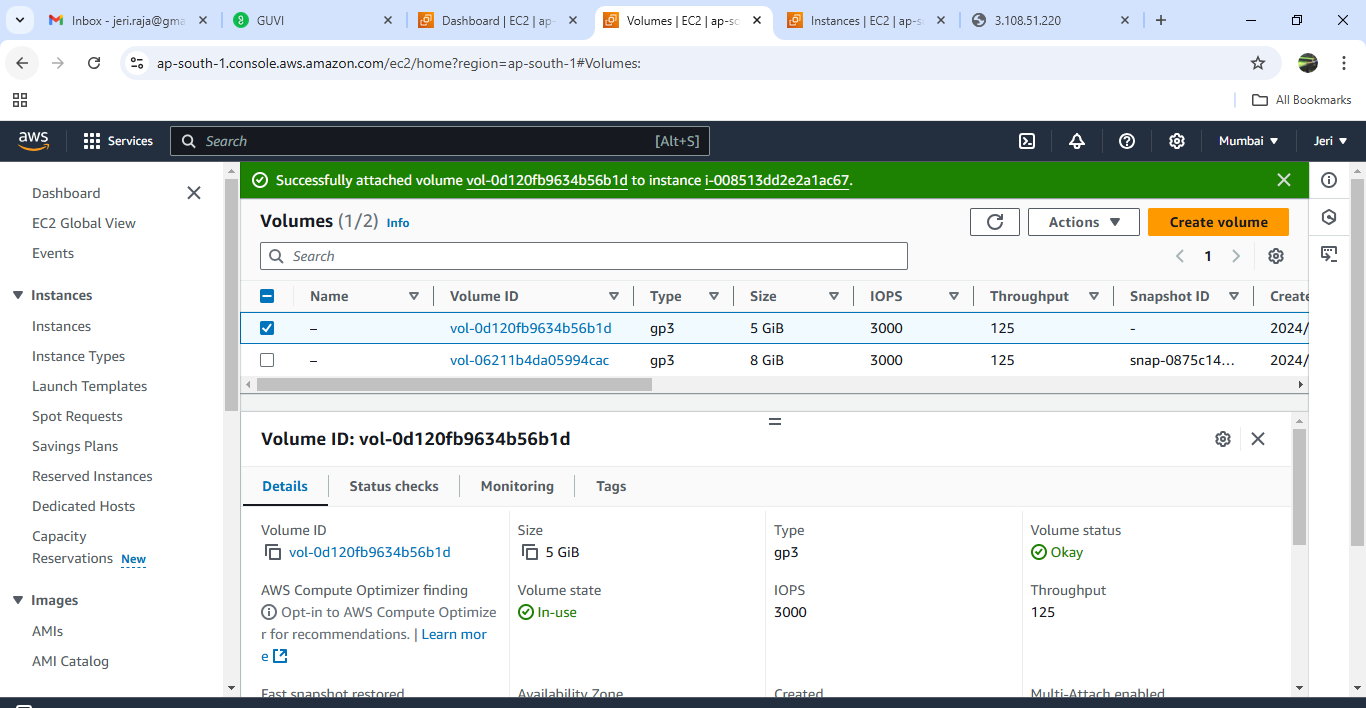 Inbox - jeri.raja@gma
GUVI
Dashboard | EC2 | ap-
Volumes | EC2 | ap-so
Instances | EC2 | ap-s
3.108.51.220
ap-south-1.console.aws.amazon.com/ec2/home?region=ap-south-1#Volumes:
All Bookmarks
aws
Services
Search
[Alt+S]
Mumbai
Jeri
Dashboard
EC2 Global View
Events
Instances
Instances
Instance Types
Launch Templates
Spot Requests
Savings Plans
Reserved Instances
Dedicated Hosts
Capacity
Reservations New
Images
AMIs
AMI Catalog
Successfully attached volume vol-0d120fb9634b56b1d to instance i-008513dd2e2a1ac67.
Volumes (1/2) Info
Actions
Create volume
Search
1
Name Volume ID Type Size IOPS Throughput Snapshot ID Create
– vol-0d120fb9634b56b1d gp3 5 GiB 3000 125 - 2024/
– vol-06211b4da05994cac gp3 8 GiB 3000 125 snap-0875c14... 2024/
Volume ID: vol-0d120fb9634b56b1d
Details Status checks Monitoring Tags
Volume ID
vol-0d120fb9634b56b1d
Size
5 GiB
Type
gp3
Volume status
Okay
AWS Compute Optimizer finding
Opt-in to AWS Compute Optimize
r for recommendations. | Learn mor
e
Volume state
In-use
IOPS
3000
Throughput
125
Fast snapshot restored
Availability Zone
Created
Multi-Attach enabled